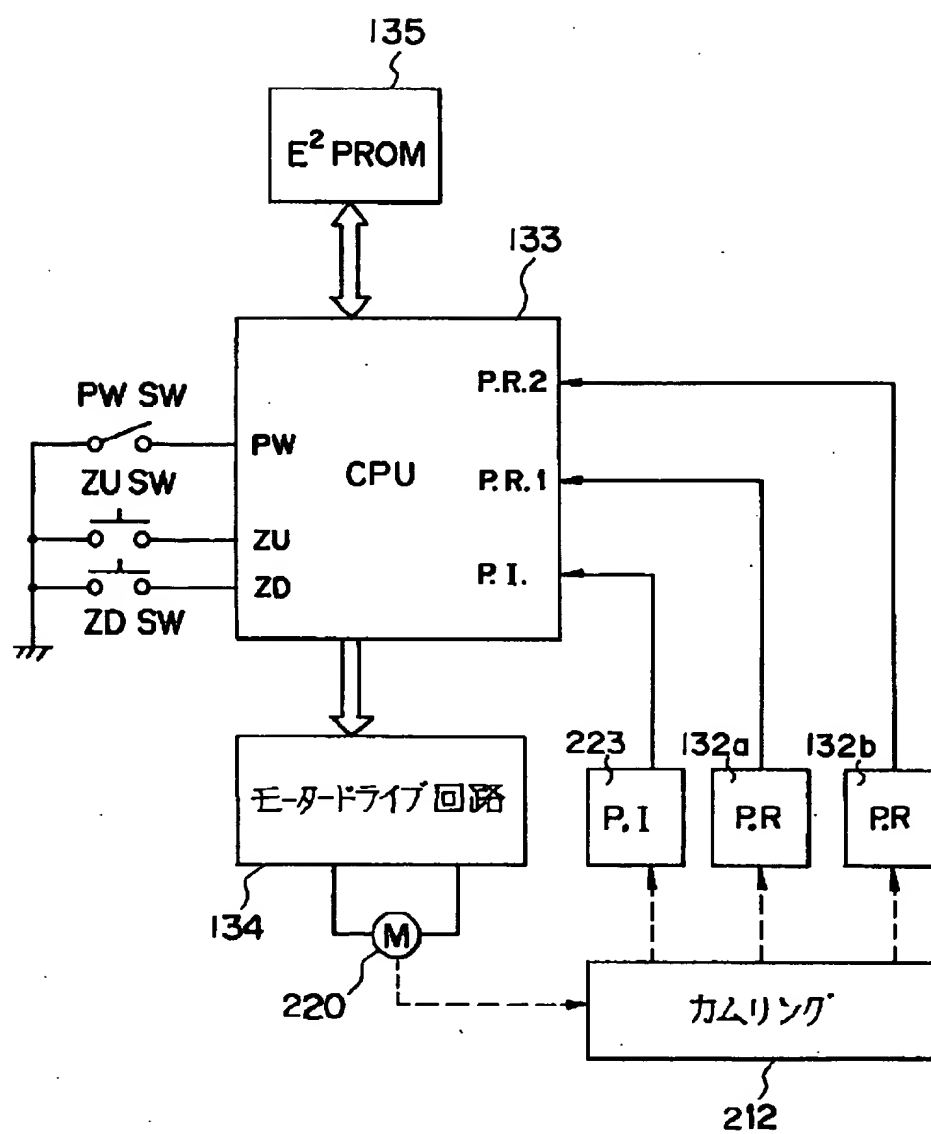 135
E² PROM
133
P.R.2
PW SW
PW
CPU
ZU SW
P.R.1
ZU
P.I.
ZD
ZD SW
223
132a
132b
モータードライブ回路
P.I
P.R
P.R
134
M
220
カムリング
212